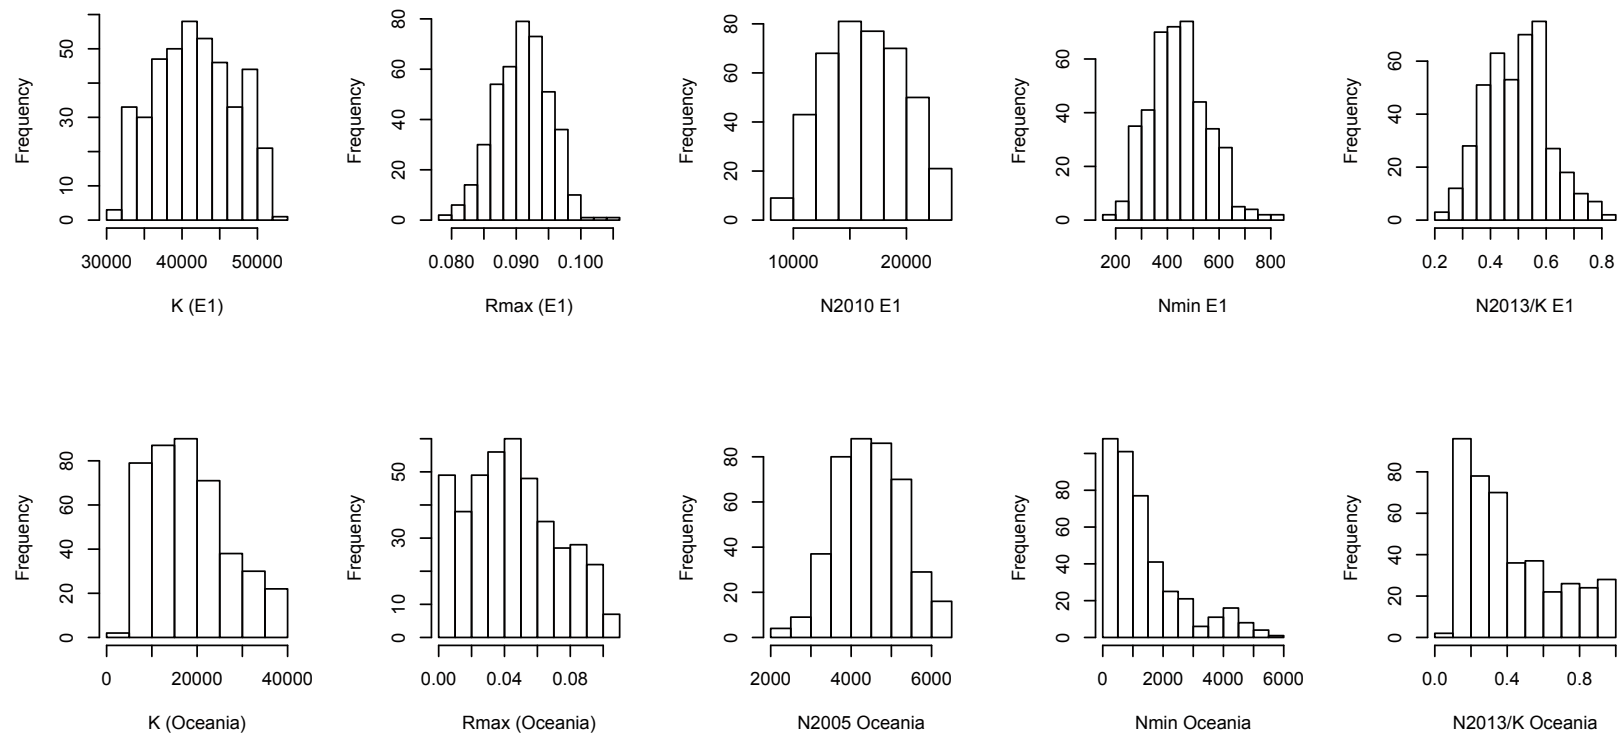 Frequency
0 10 30 50
30000 40000 50000
K (E1)
Frequency
0 20 40 60 80
0.080 0.090 0.100
Rmax (E1)
Frequency
0 20 40 60 80
10000 20000
N2010 E1
Frequency
0 20 40 60
200 400 600 800
Nmin E1
Frequency
0 20 40 60
0.2 0.4 0.6 0.8
N2013/K E1
Frequency
0 20 40 60 80
0 20000 40000
K (Oceania)
Frequency
0 10 30 50
0.00 0.04 0.08
Rmax (Oceania)
Frequency
0 20 40 60 80
2000 4000 6000
N2005 Oceania
Frequency
0 20 40 60 80
0 2000 4000 6000
Nmin Oceania
Frequency
0 20 40 60 80
0.0 0.4 0.8
N2013/K Oceania